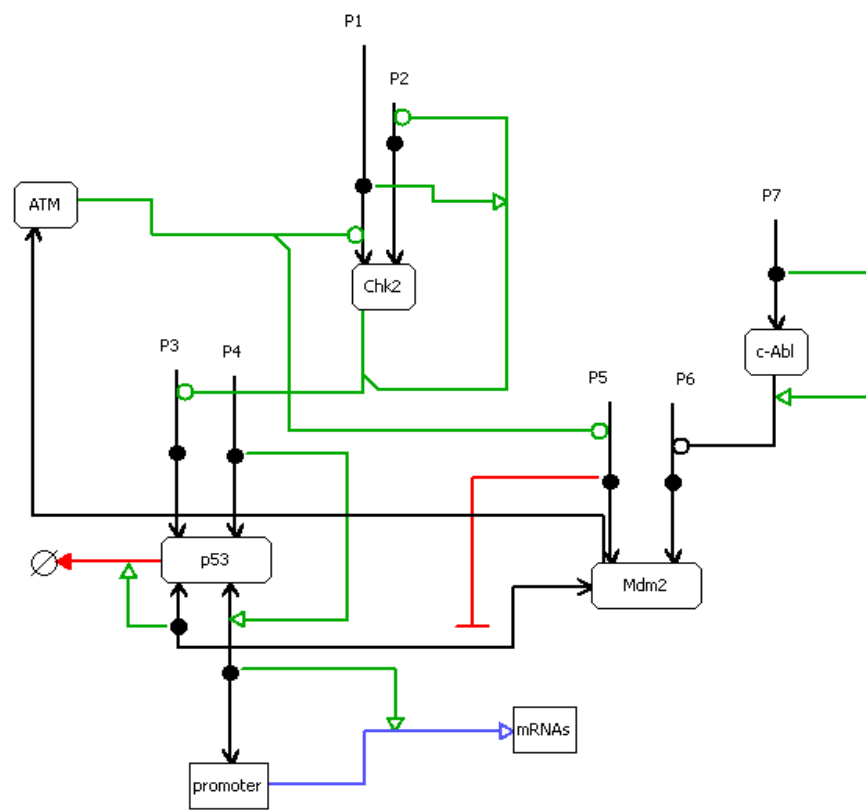 P1
P2
ATM
P7
Chk2
c-Abl
P3
P4
P5
P6
p53
Mdm2
mRNAs
promoter